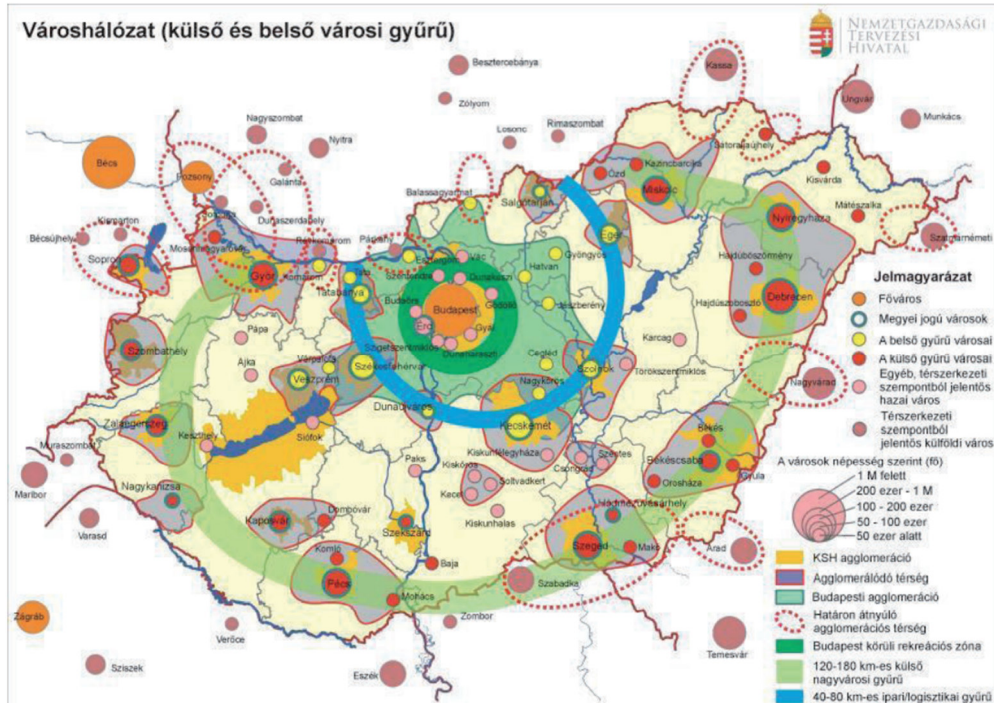 Városhálózat (külső és belső városi gyűrű)
NEMZETGAZDASÁGI
TERVEZÉSI
HIVATAL
Besztercebánya
Kassa
Zólyom
Ungvár
Munkács
Nagyszombat
Nyitra
Losonc
Rimaszombat
Bécs
Pozsony
Galánta
Sátoraljaújhely
Kazincbarcika
Ózd
Miskolc
Kisvárda
Balassagyarmat
Salgótarján
Kismarton
Dunaszerdahely
Mátészalka
Nyíregyháza
Bécsújhely
Sopron
Mosonmagyaróvár
Révkomárom
Párkány
Eger
Szatmárnémeti
Győr
Komárom
Esztergom
Vác
Gyöngyös
Hatvan
Hajdúböszörmény
Tata
Tatabánya
Szentendre
Dunakeszi
Debrecen
Hajdúszoboszló
Budaörs
Budapest
Gödöllő
Jászberény
Pápa
Érd
Gyál
Karcag
Szombathely
Ajka
Várpalota
Szigetszentmiklós
Dunaharaszti
Cegléd
Veszprém
Székesfehérvár
Szolnok
Törökszentmiklós
Nagyvárad
Nagykőrös
Dunaújváros
Zalaegerszeg
Keszthely
Siófok
Kecskemét
Békés
Muraszombat
Paks
Kiskőrös
Kiskunfélegyháza
Szentes
Csongrád
Békéscsaba
Gyula
Maribor
Nagykanizsa
Soltvadkert
Kecel
Orosháza
Varasd
Kaposvár
Dombóvár
Kiskunhalas
Hódmezővásárhely
Szekszárd
Komló
Szeged
Makó
Arad
Baja
Pécs
Szabadka
Mohács
Zágráb
Verőce
Zombor
Temesvár
Sziszek
Eszék
Jelmagyarázat
Főváros
Megyei jogú városok
A belső gyűrű városai
A külső gyűrű városai
Egyéb, térszerkezeti
szempontból jelentős
hazai város
Térszerkezeti
szempontból
jelentős külföldi város
A városok népesség szerint (fő)
1 M felett
200 ezer - 1 M
100 - 200 ezer
50 - 100 ezer
50 ezer alatt
KSH agglomeráció
Agglomerálódó térség
Budapesti agglomeráció
Határon átnyúló
agglomerációs térség
Budapest körüli rekreációs zóna
120-180 km-es külső
nagyvárosi gyűrű
40-80 km-es ipari/logisztikai gyűrű